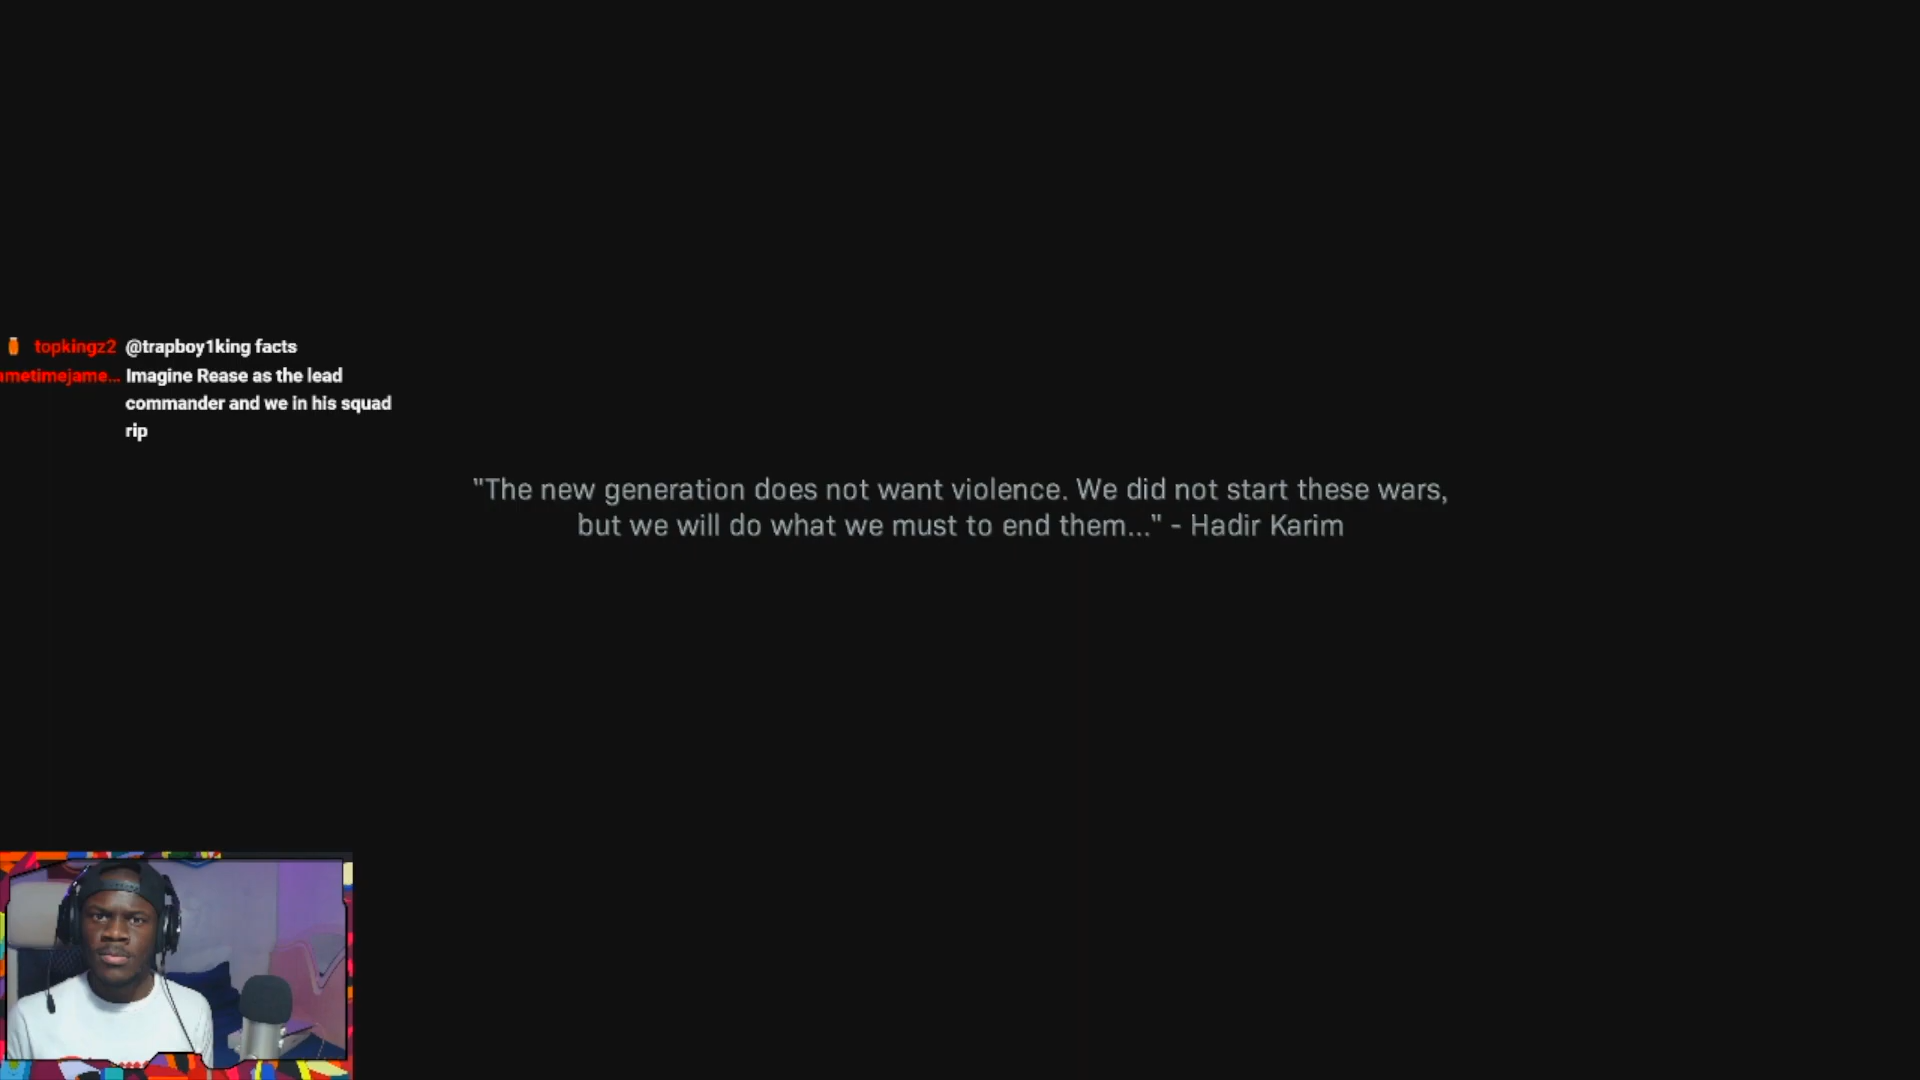 topkingz2 @trapboy1king facts
ametimejame... Imagine Rease as the lead
commander and we in his squad
rip
"The new generation does not want violence. We did not start these wars,
but we will do what we must to end them..." - Hadir Karim